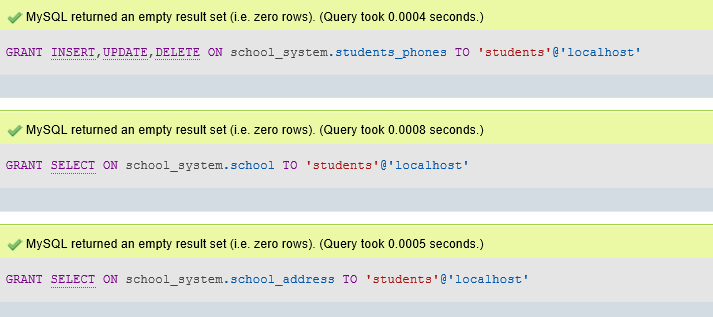 MySQL returned an empty result set (i.e. zero rows). (Query took 0.0004 seconds.)
GRANT INSERT,UPDATE,DELETE ON school_system.students_phones TO 'students'@'localhost'
MySQL returned an empty result set (i.e. zero rows). (Query took 0.0008 seconds.)
GRANT SELECT ON school_system.school TO 'students'@'localhost'
MySQL returned an empty result set (i.e. zero rows). (Query took 0.0005 seconds.)
GRANT SELECT ON school_system.school_address TO 'students'@'localhost'